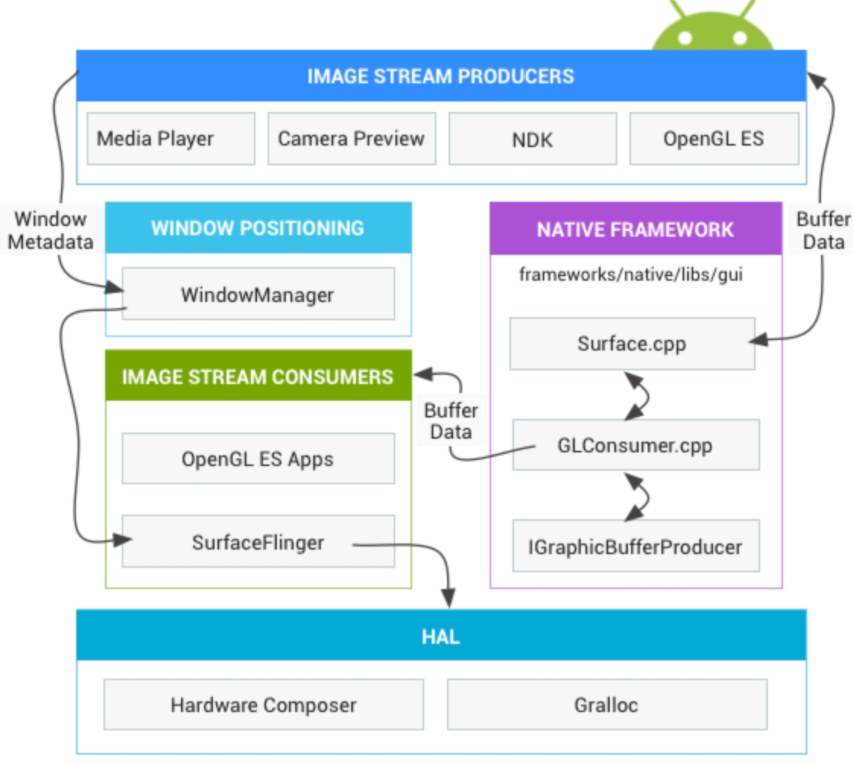 IMAGE STREAM PRODUCERS
Media Player
Camera Preview
NDK
OpenGL ES
Window
Metadata
WINDOW POSITIONING
WindowManager
NATIVE FRAMEWORK
frameworks/native/libs/gui
Surface.cpp
GLConsumer.cpp
IGraphicBufferProducer
Buffer
Data
IMAGE STREAM CONSUMERS
OpenGL ES Apps
SurfaceFlinger
Buffer
Data
HAL
Hardware Composer
Gralloc